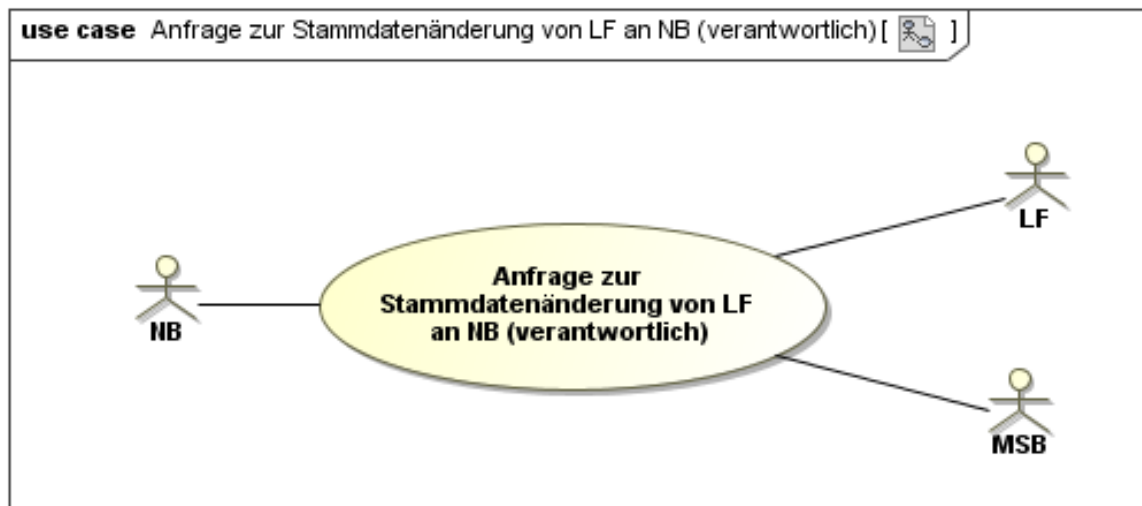 use case Anfrage zur Stammdatenänderung von LF an NB (verantwortlich) [ ]
LF
Anfrage zur
Stammdatenänderung von LF
an NB (verantwortlich)
NB
MSB